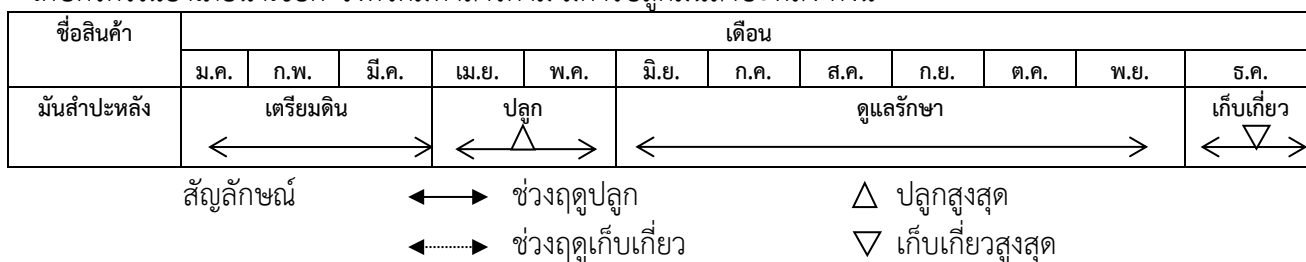 ชื่อสินค้า เดือน
ม.ค. ก.พ. มี.ค. เม.ย. พ.ค. มิ.ย. ก.ค. ส.ค. ก.ย. ต.ค. พ.ย. ธ.ค.
มันสำปะหลัง เตรียมดิน ปลูก ดูแลรักษา เก็บเกี่ยว
สัญลักษณ์ ช่วงฤดูปลูก ปลูกสูงสุด
ช่วงฤดูเก็บเกี่ยว เก็บเกี่ยวสูงสุด